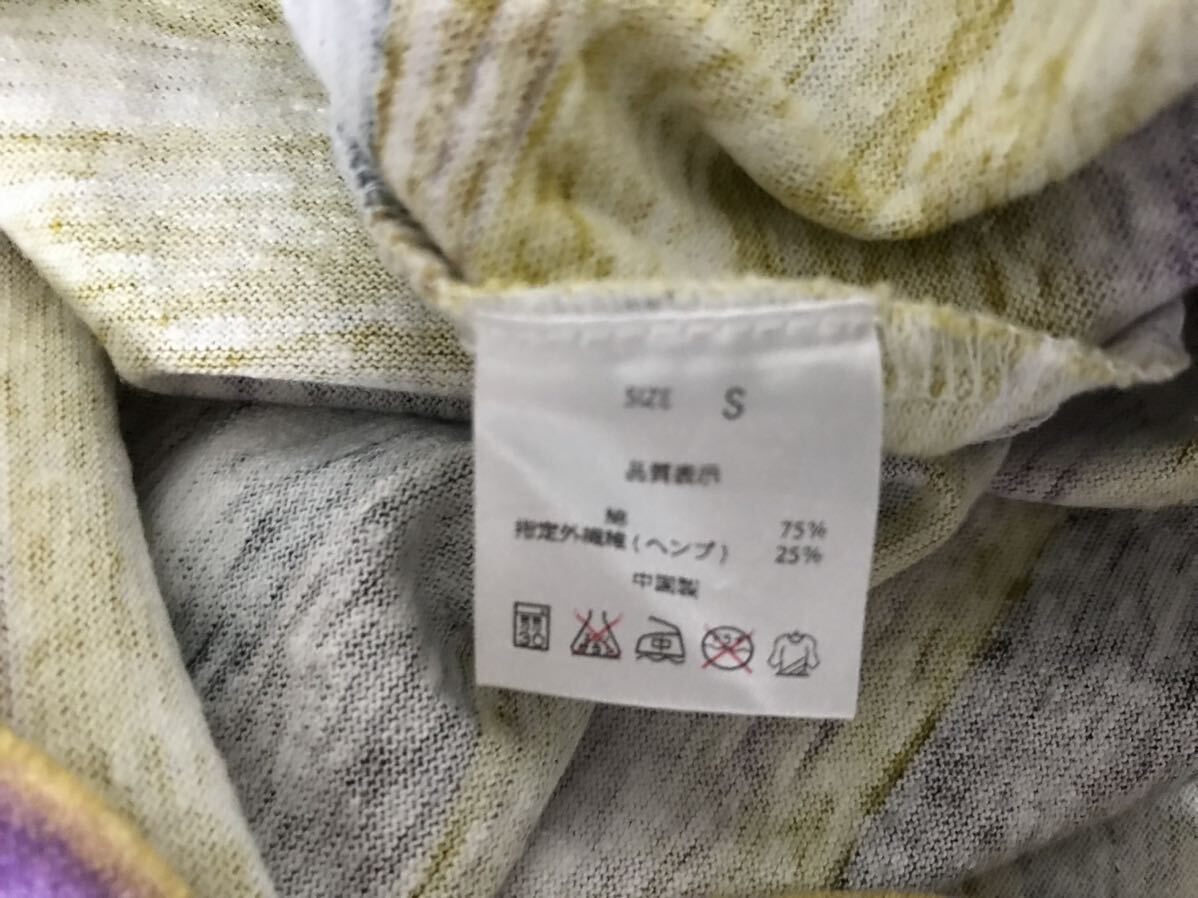 SIZE S
品質表示
綿 75%
指定外繊維(ヘンプ) 25%
中国製
30 中